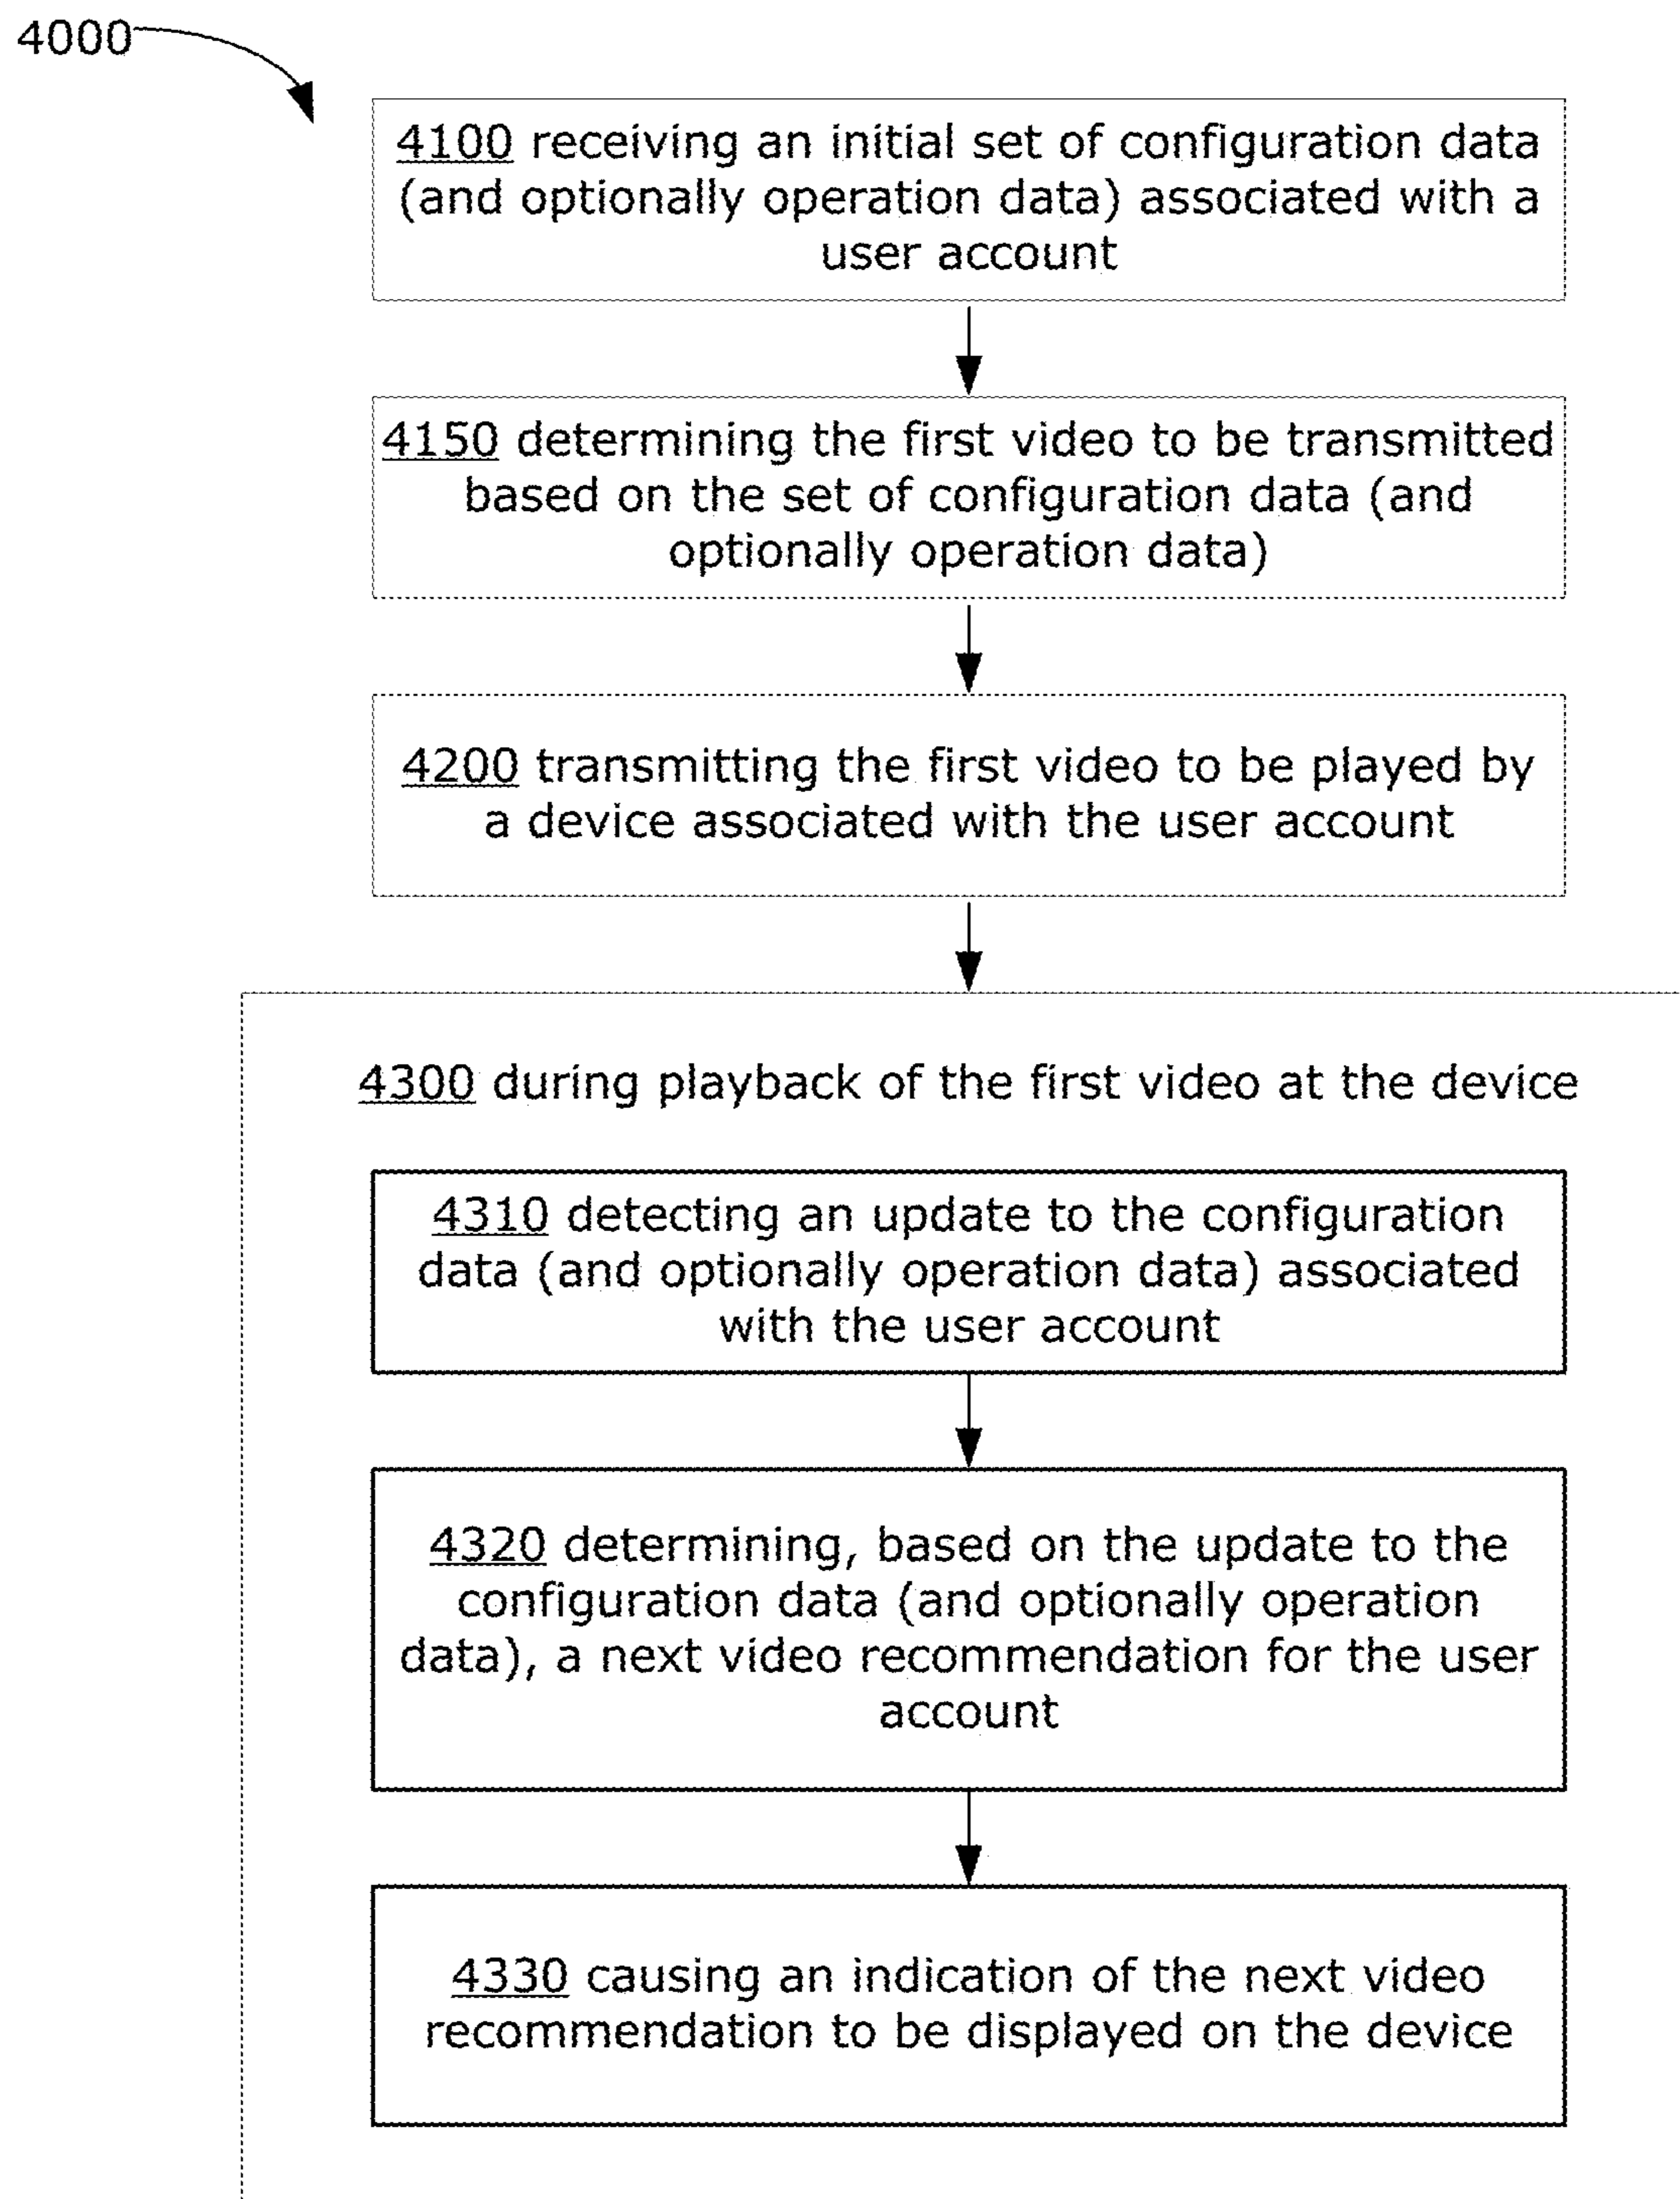 4000
4100 receiving an initial set of configuration data
(and optionally operation data) associated with a
user account
4150 determining the first video to be transmitted
based on the set of configuration data (and
optionally operation data)
4200 transmitting the first video to be played by
a device associated with the user account
4300 during playback of the first video at the device
4310 detecting an update to the configuration
data (and optionally operation data) associated
with the user account
4320 determining, based on the update to the
configuration data (and optionally operation
data), a next video recommendation for the user
account
4330 causing an indication of the next video
recommendation to be displayed on the device